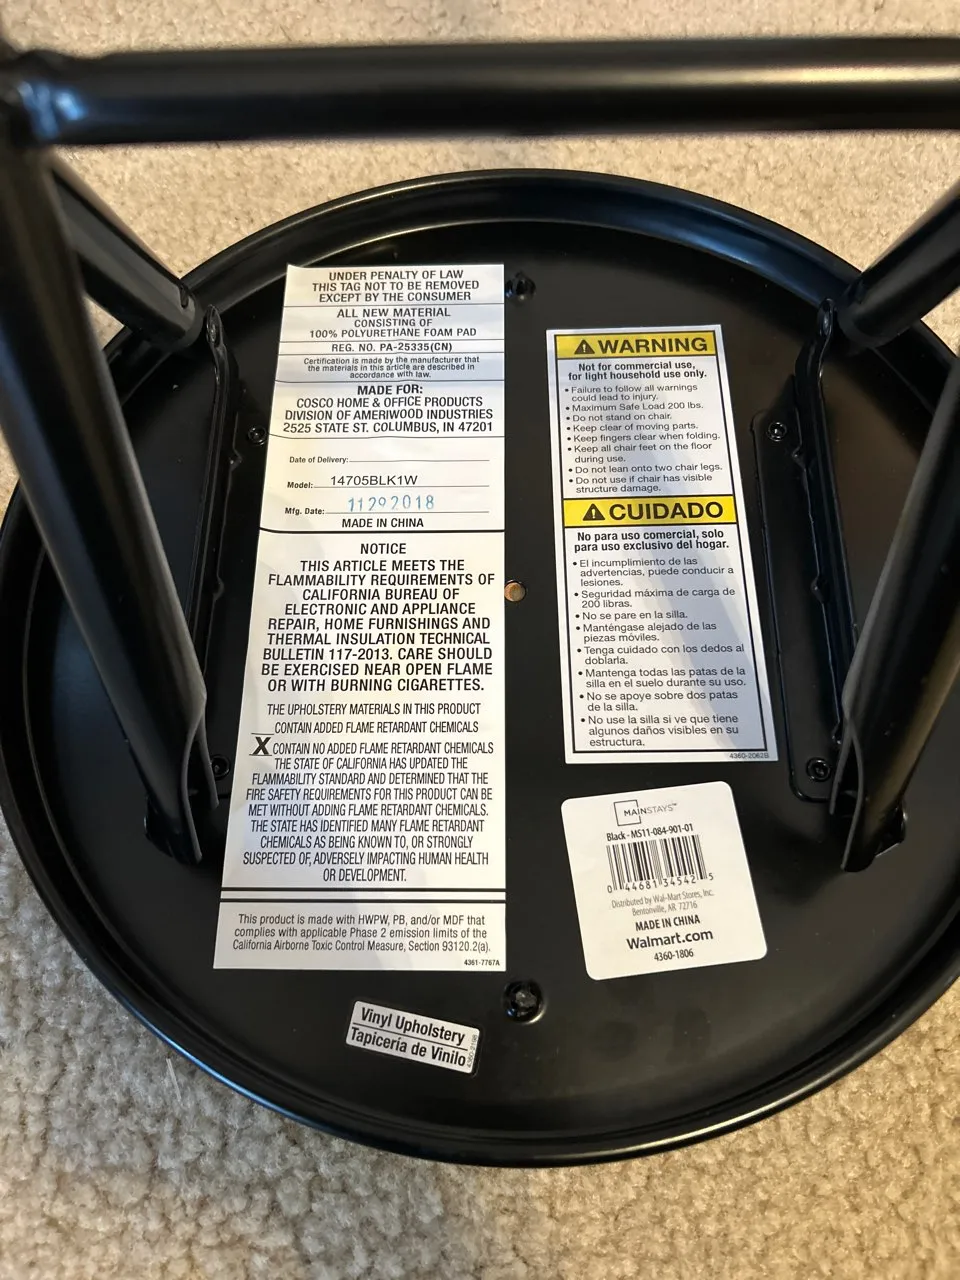 UNDER PENALTY OF LAW
THIS TAG NOT TO BE REMOVED
EXCEPT BY THE CONSUMER
ALL NEW MATERIAL
CONSISTING OF
100% POLYURETHANE FOAM PAD
REG. NO. PA-25335(CN)
Certification is made by the manufacturer that
the materials in this article are described in
accordance with law.
MADE FOR:
COSCO HOME & OFFICE PRODUCTS
DIVISION OF AMERIWOOD INDUSTRIES
2525 STATE ST. COLUMBUS, IN 47201
Date of Delivery:
Model: 14705BLK1W
Mfg. Date: 11292018
MADE IN CHINA
NOTICE
THIS ARTICLE MEETS THE
FLAMMABILITY REQUIREMENTS OF
CALIFORNIA BUREAU OF
ELECTRONIC AND APPLIANCE
REPAIR, HOME FURNISHINGS AND
THERMAL INSULATION TECHNICAL
BULLETIN 117-2013. CARE SHOULD
BE EXERCISED NEAR OPEN FLAME
OR WITH BURNING CIGARETTES.
THE UPHOLSTERY MATERIALS IN THIS PRODUCT
CONTAIN ADDED FLAME RETARDANT CHEMICALS
X CONTAIN NO ADDED FLAME RETARDANT CHEMICALS
THE STATE OF CALIFORNIA HAS UPDATED THE
FLAMMABILITY STANDARD AND DETERMINED THAT THE
FIRE SAFETY REQUIREMENTS FOR THIS PRODUCT CAN BE
MET WITHOUT ADDING FLAME RETARDANT CHEMICALS.
THE STATE HAS IDENTIFIED MANY FLAME RETARDANT
CHEMICALS AS BEING KNOWN TO, OR STRONGLY
SUSPECTED OF, ADVERSELY IMPACTING HUMAN HEALTH
OR DEVELOPMENT.
This product is made with HWPW, PB, and/or MDF that
complies with applicable Phase 2 emission limits of the
California Airborne Toxic Control Measure, Section 93120.2(a).
4361-7767A
WARNING
Not for commercial use,
for light household use only.
• Failure to follow all warnings
could lead to injury.
• Maximum Safe Load 200 lbs.
• Do not stand on chair.
• Keep clear of moving parts.
• Keep fingers clear when folding.
• Keep all chair feet on the floor
during use.
• Do not lean onto two chair legs.
• Do not use if chair has visible
structure damage.
CUIDADO
No para uso comercial, solo
para uso exclusivo del hogar.
• El incumplimiento de las
advertencias, puede conducir a
lesiones.
• Seguridad máxima de carga de
200 libras.
• No se pare en la silla.
• Manténgase alejado de las
piezas móviles.
• Tenga cuidado con los dedos al
doblarla.
• Mantenga todas las patas de la
silla en el suelo durante su uso.
• No se apoye sobre dos patas
de la silla.
• No use la silla si ve que tiene
algunos daños visibles en su
estructura.
4360-2062B
MAINSTAYS™
Black - MS11-084-901-01
0 44681 34542 5
Distributed by Wal-Mart Stores, Inc.
Bentonville, AR 72716
MADE IN CHINA
Walmart.com
4360-1806
Vinyl Upholstery
Tapicería de Vinilo